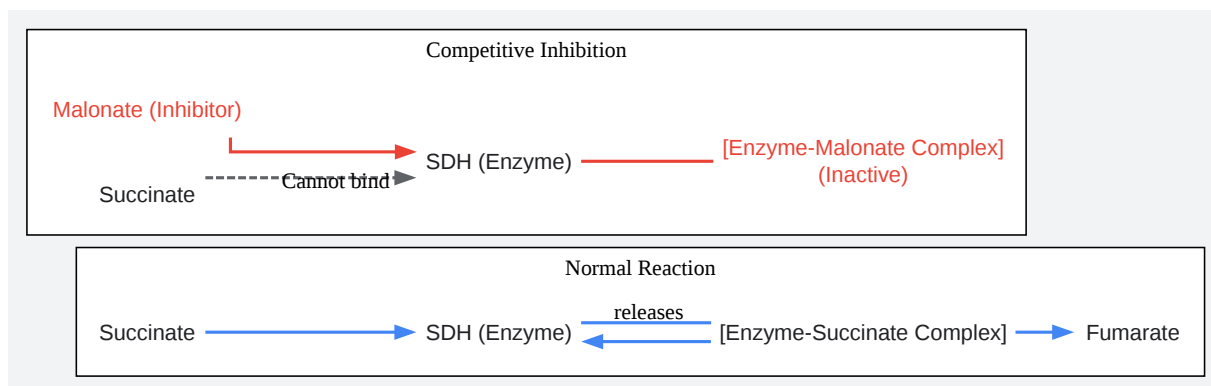 Competitive Inhibition
Malonate (Inhibitor)
SDH (Enzyme)
[Enzyme-Malonate Complex]
(Inactive)
Cannot bind
Succinate
Normal Reaction
Succinate
SDH (Enzyme)
releases
[Enzyme-Succinate Complex]
Fumarate